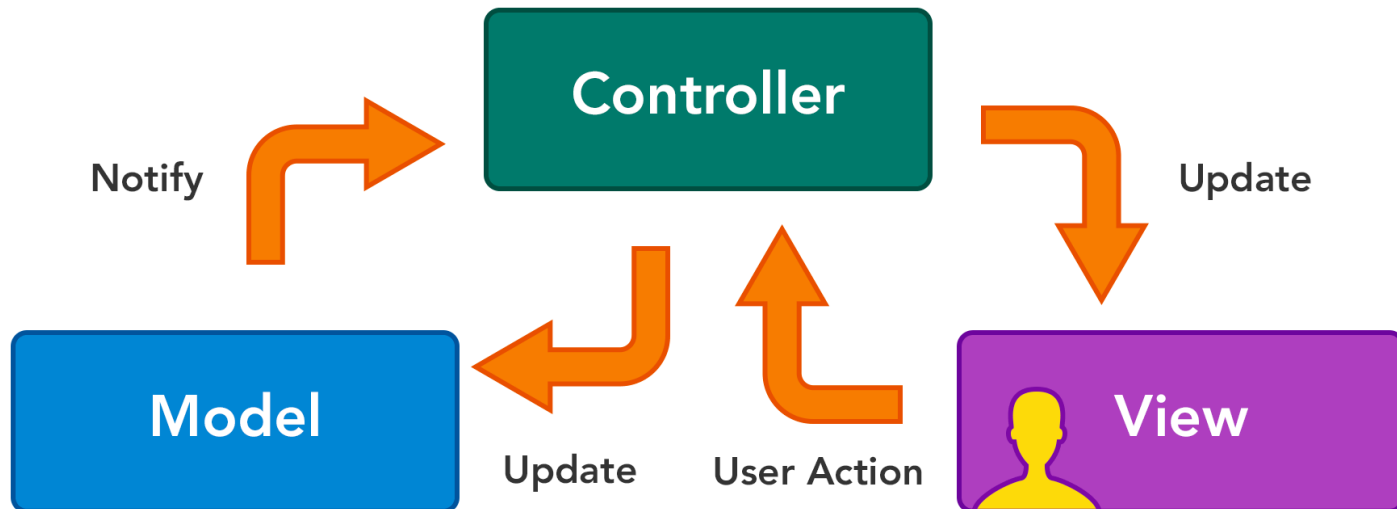 Controller
Notify
Update
Model
View
Update
User Action